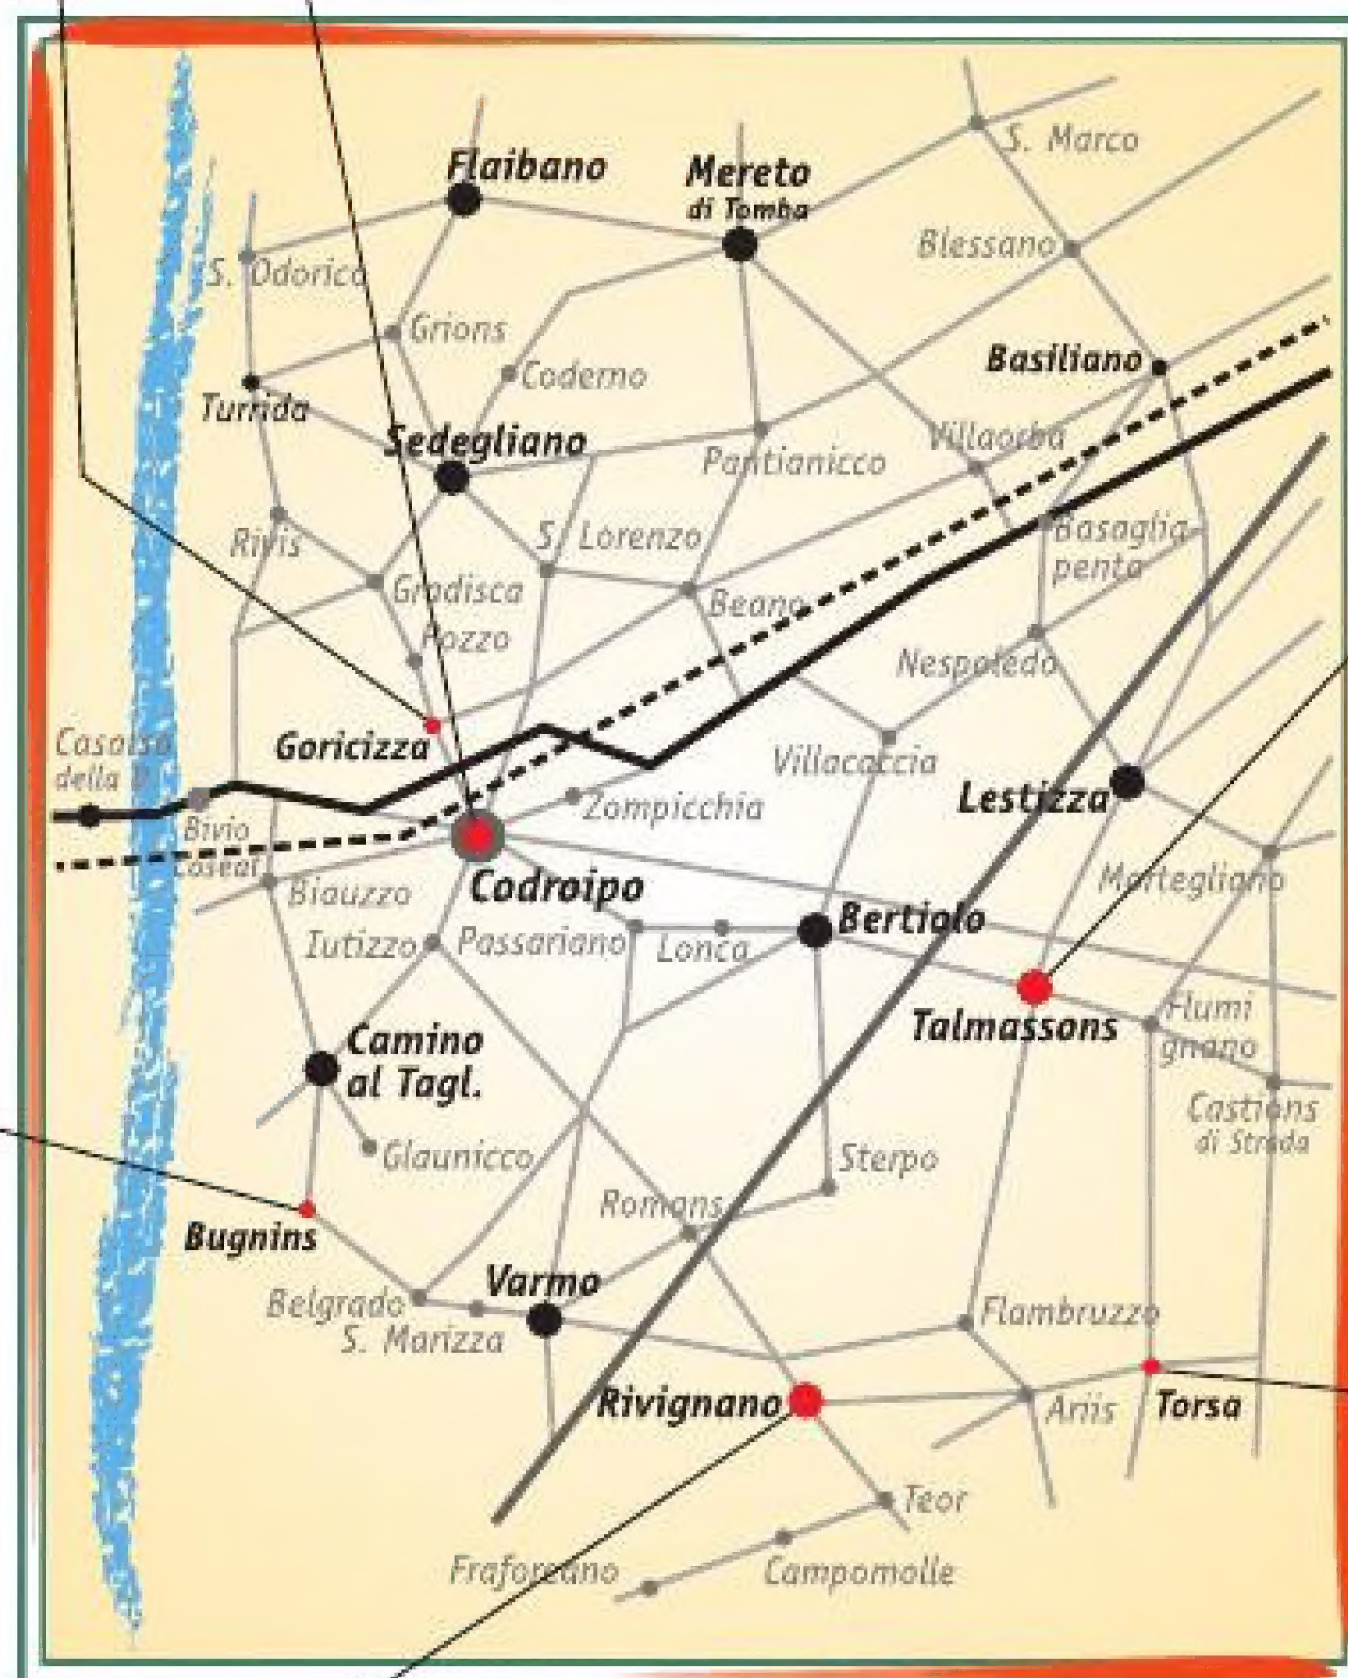 Flaibano
Mereto
di Tomba
S. Marco
Blessano
S. Odorico
Grions
Coderno
Basiliano
Turrida
Sedegliano
Pantianicco
Villaorba
Rivis
S. Lorenzo
Basaglia-
penta
Gradisca
Beano
Pozzo
Nespoledo
Casarsa
della D.
Goricizza
Villacaccia
Zompicchia
Lestizza
Bivio
Coseat
Biauzzo
Codroipo
Mortegliano
Iutizzo
Passariano
Lonca
Bertiolo
Talmassons
Flumi
gnano
Camino
al Tagl.
Castions
di Strada
Glaunicco
Sterpo
Romans
Bugnins
Varmo
Belgrado
S. Marizza
Flambruzzo
Rivignano
Ariis
Torsa
Teor
Fraforeano
Campomolle